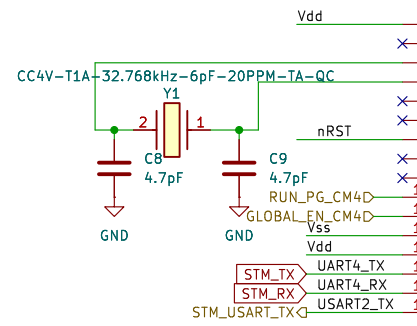 Vdd
CC4V-T1A-32.768kHz-6pF-20PPM-TA-QC
Y1
2 1
nRST
C8 C9
4.7pF 4.7pF
RUN_PG_CM4
GLOBAL_EN_CM4
GND GND
Vss
Vdd
STM_TX UART4_TX
STM_RX UART4_RX
STM_USART_TX USART2_TX